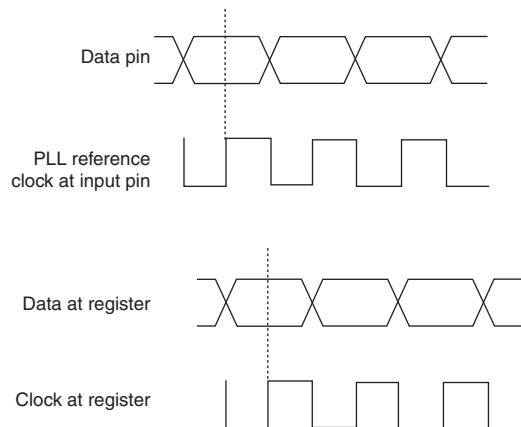 Data pin
PLL reference
clock at input pin
Data at register
Clock at register